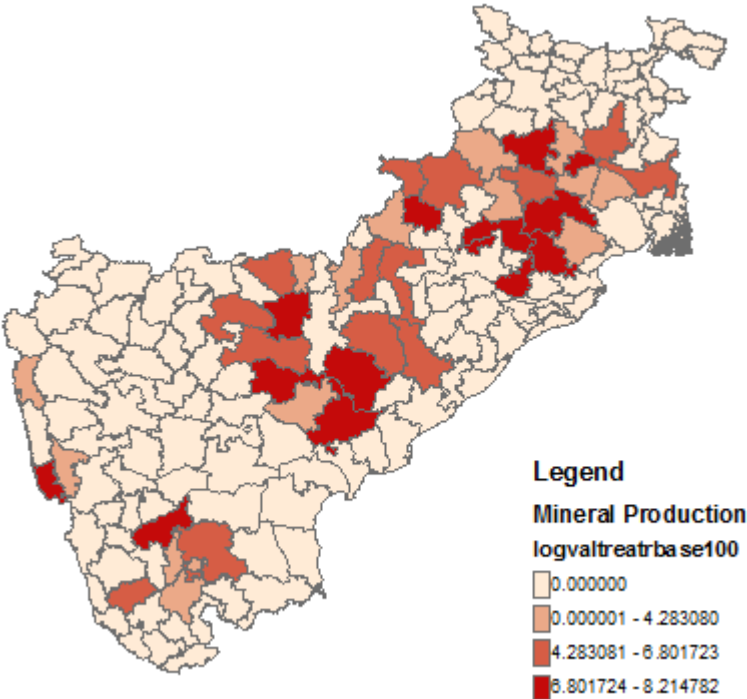 Legend
Mineral Production
logvaltreatrbase100
0.000000
0.000001 - 4.283080
4.283081 - 6.801723
6.801724 - 8.214782